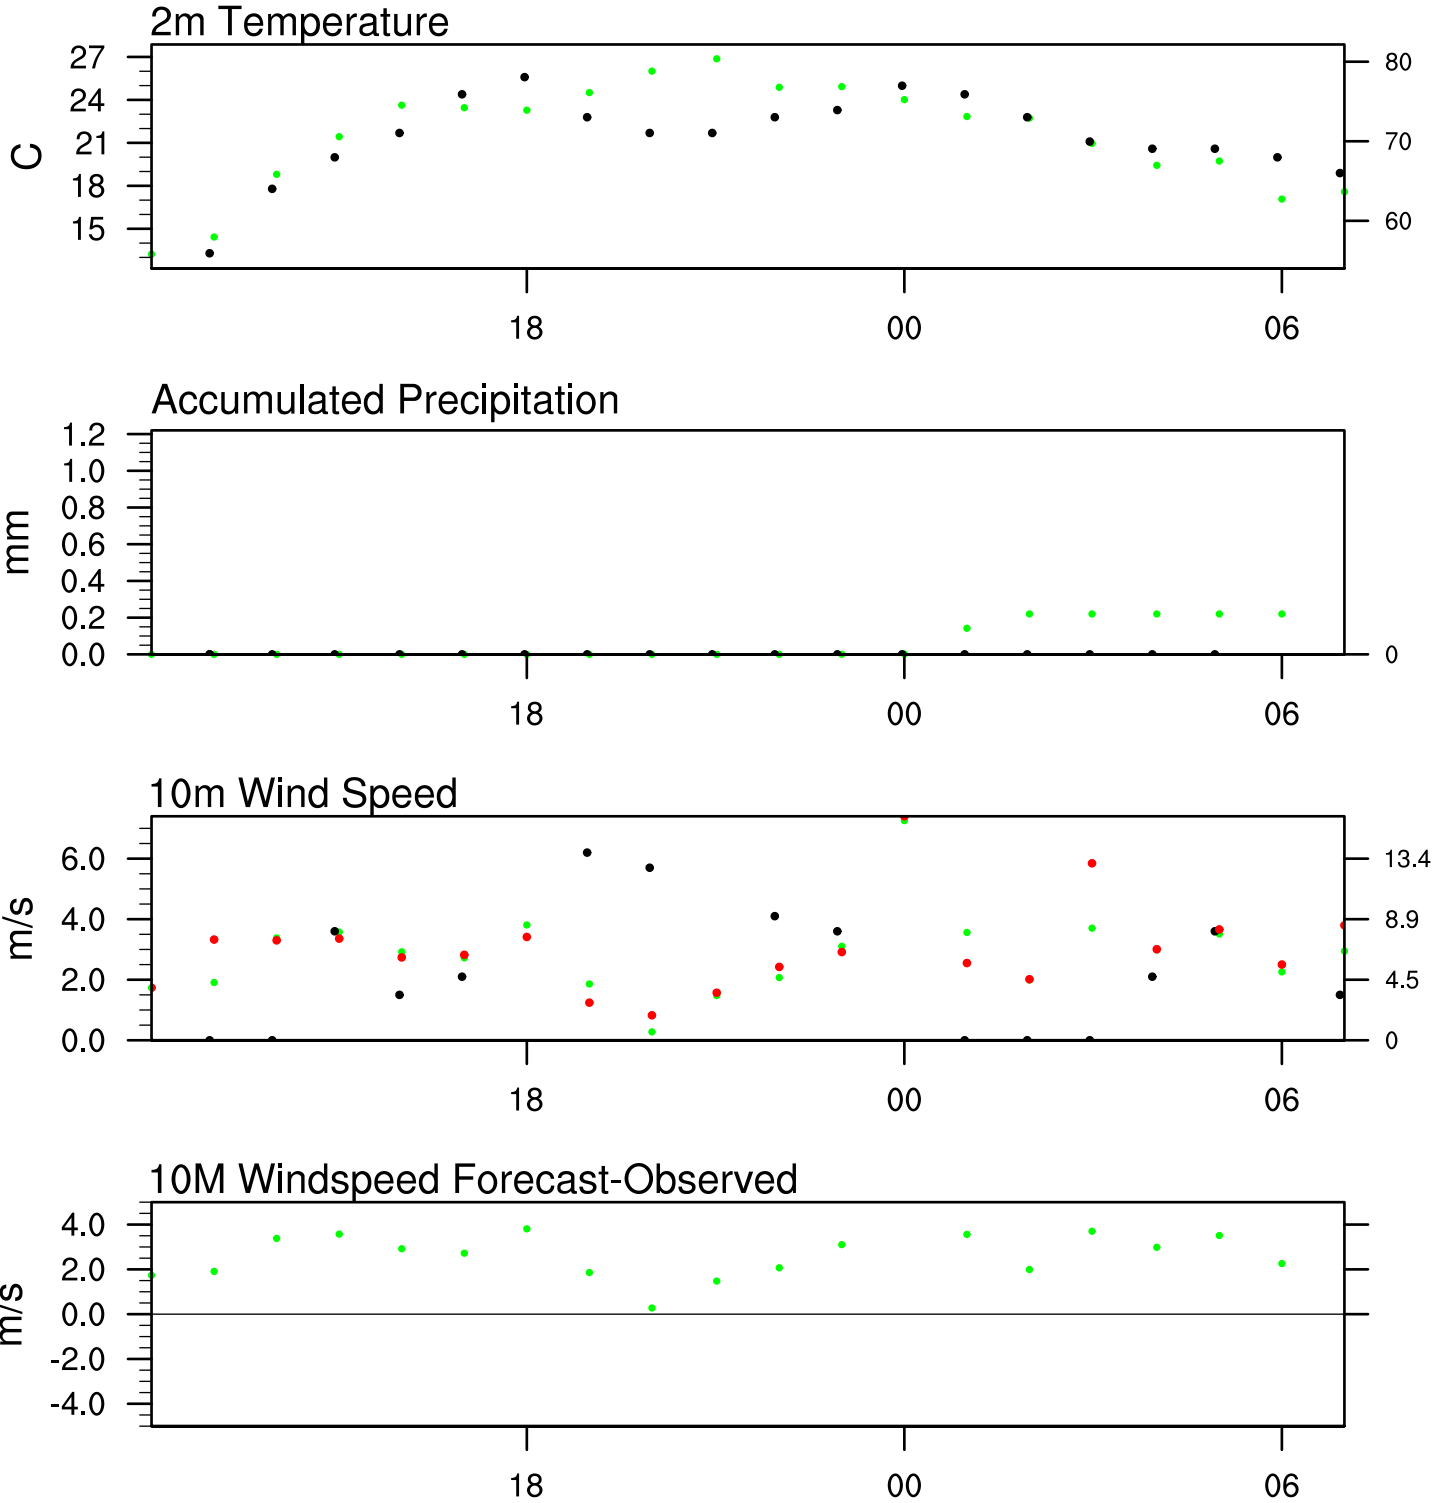 2m Temperature
27
24
21
18
15
C
80
70
60
18 00 06
Accumulated Precipitation
1.2
1.0
0.8
0.6
0.4
0.2
0.0
mm
0
18 00 06
10m Wind Speed
6.0
4.0
2.0
0.0
m/s
13.4
8.9
4.5
0
18 00 06
10M Windspeed Forecast-Observed
4.0
2.0
0.0
-2.0
-4.0
m/s
18 00 06